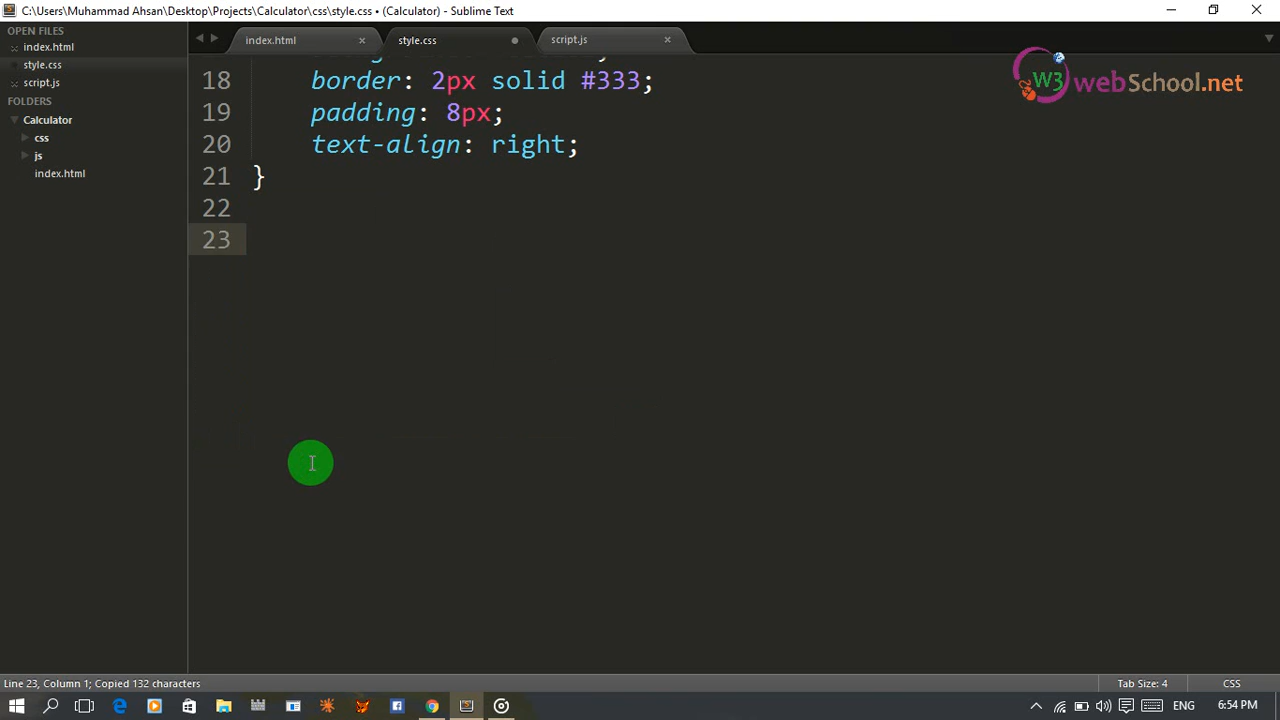 C:\Users\Muhammad Ahsan\Desktop\Projects\Calculator\css\style.css • (Calculator) - Sublime Text
OPEN FILES
index.html
style.css
script.js
FOLDERS
Calculator
css
js
index.html
index.html
style.css
script.js
W3 webSchool.net
18 border: 2px solid #333;
19 padding: 8px;
20 text-align: right;
21 }
22
23
Line 23, Column 1; Copied 132 characters
Tab Size: 4
CSS
ENG
6:54 PM